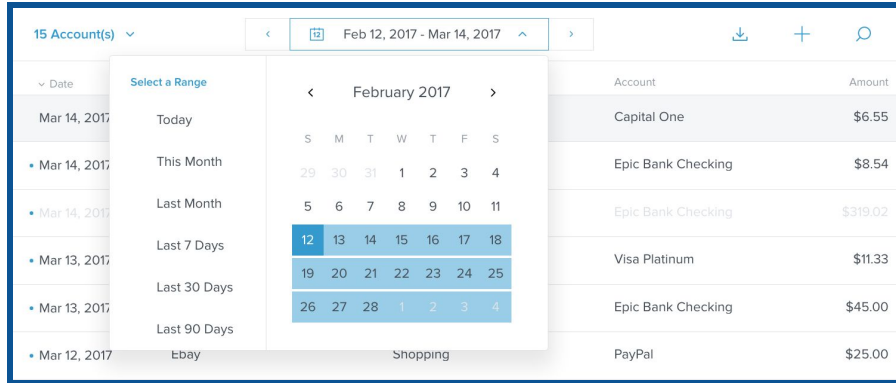 15 Account(s)
12 Feb 12, 2017 - Mar 14, 2017
Date Account Amount
Mar 14, 2017 Capital One $6.55
Mar 14, 2017 Epic Bank Checking $8.54
Mar 14, 2017 Epic Bank Checking $319.02
Mar 13, 2017 Visa Platinum $11.33
Mar 13, 2017 Epic Bank Checking $45.00
Mar 12, 2017 Ebay Shopping PayPal $25.00
Select a Range
Today
This Month
Last Month
Last 7 Days
Last 30 Days
Last 90 Days
February 2017
S M T W T F S
29 30 31 1 2 3 4
5 6 7 8 9 10 11
12 13 14 15 16 17 18
19 20 21 22 23 24 25
26 27 28 1 2 3 4